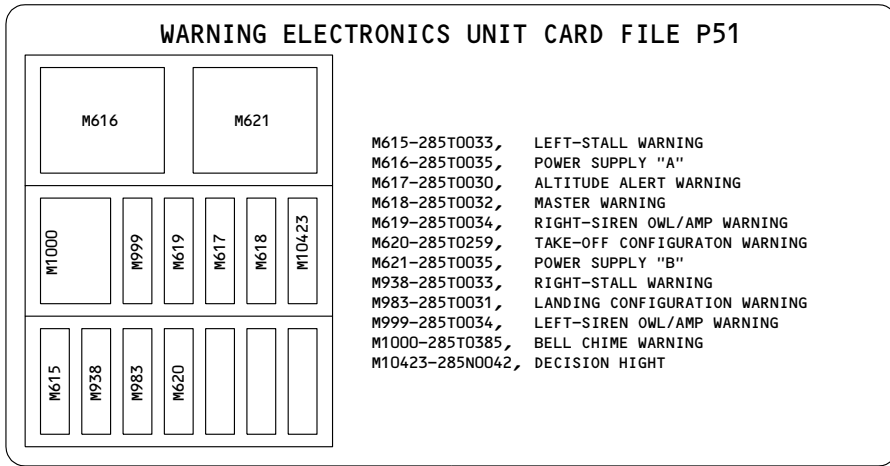 WARNING ELECTRONICS UNIT CARD FILE P51
M616 M621
M1000 M999 M619 M617 M618 M10423
M615 M938 M983 M620
M615-285T0033, LEFT-STALL WARNING
M616-285T0035, POWER SUPPLY "A"
M617-285T0030, ALTITUDE ALERT WARNING
M618-285T0032, MASTER WARNING
M619-285T0034, RIGHT-SIREN OWL/AMP WARNING
M620-285T0259, TAKE-OFF CONFIGURATON WARNING
M621-285T0035, POWER SUPPLY "B"
M938-285T0033, RIGHT-STALL WARNING
M983-285T0031, LANDING CONFIGURATION WARNING
M999-285T0034, LEFT-SIREN OWL/AMP WARNING
M1000-285T0385, BELL CHIME WARNING
M10423-285N0042, DECISION HIGHT